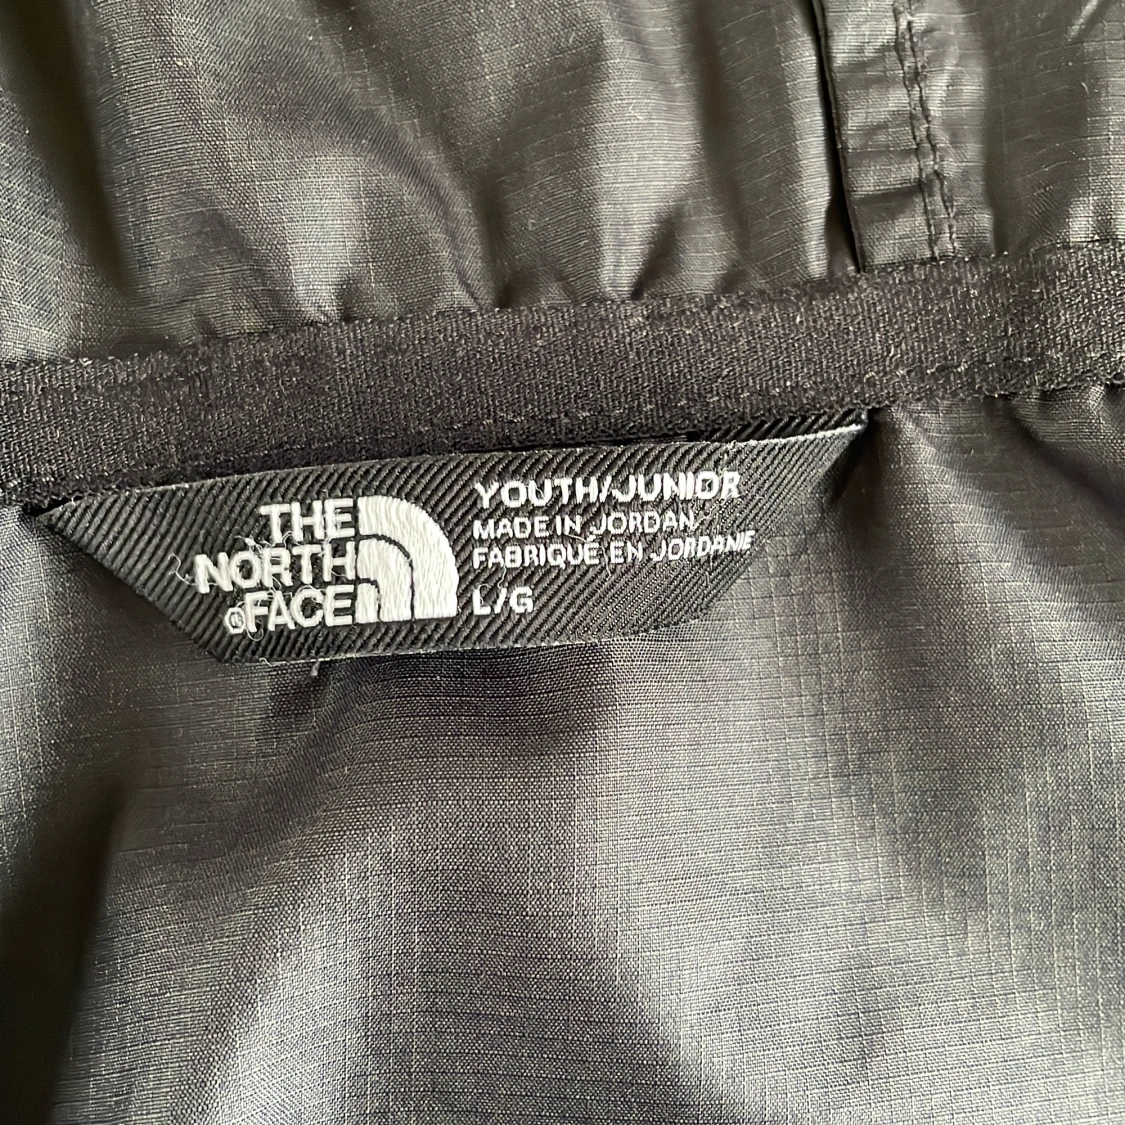 THE
NORTH
FACE®
YOUTH/JUNIOR
MADE IN JORDAN
FABRIQUÉ EN JORDANIE
L/G